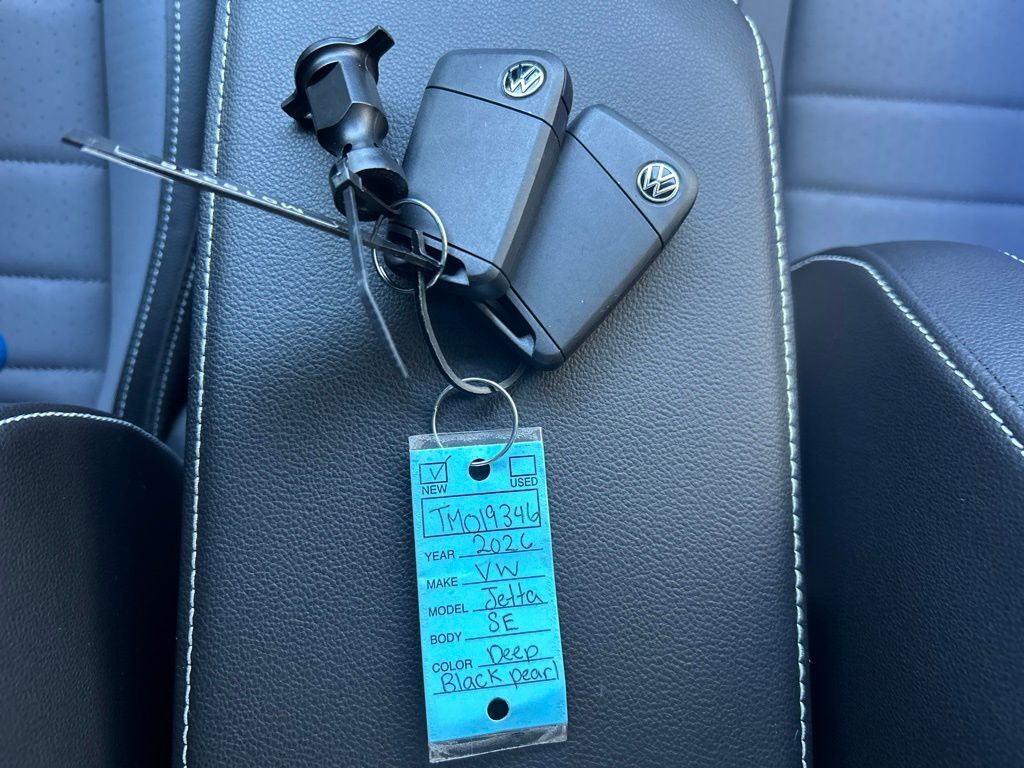 ✓
NEW USED
TM019346
YEAR 2026
MAKE VW
MODEL Jetta
BODY SE
COLOR Deep
Black pearl